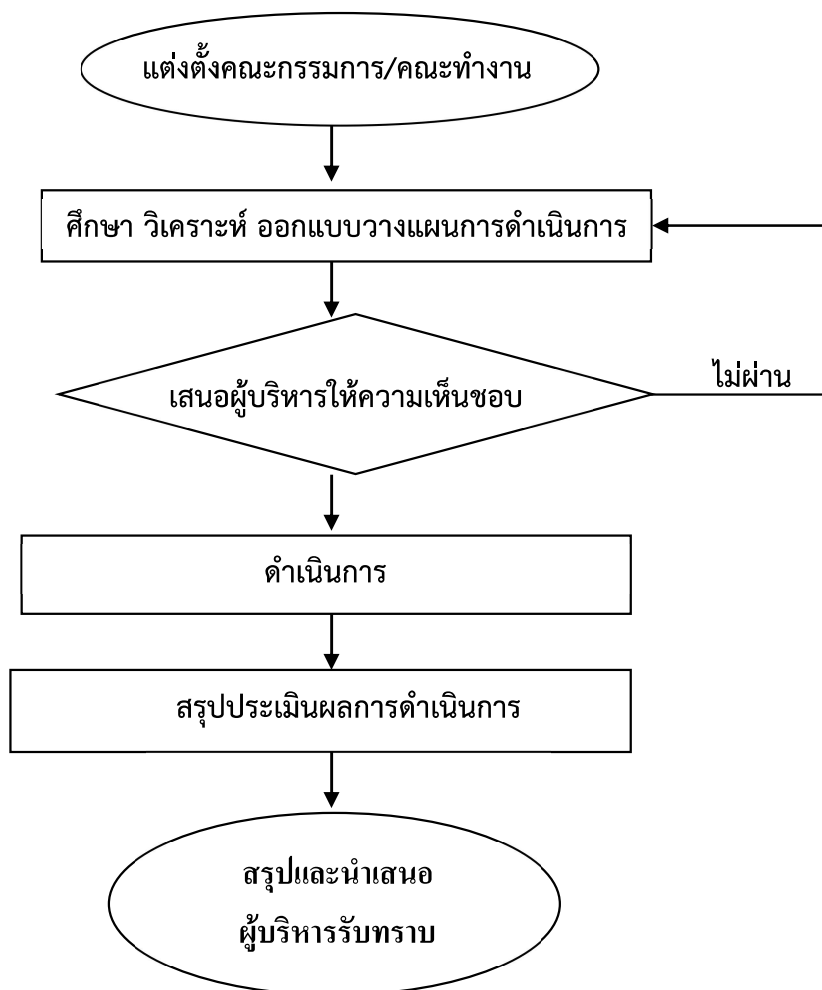 แต่งตั้งคณะกรรมการ/คณะทำงาน
ศึกษา วิเคราะห์ ออกแบบวางแผนการดำเนินการ
เสนอผู้บริหารให้ความเห็นชอบ
ไม่ผ่าน
ดำเนินการ
สรุปประเมินผลการดำเนินการ
สรุปและนำเสนอ
ผู้บริหารรับทราบ